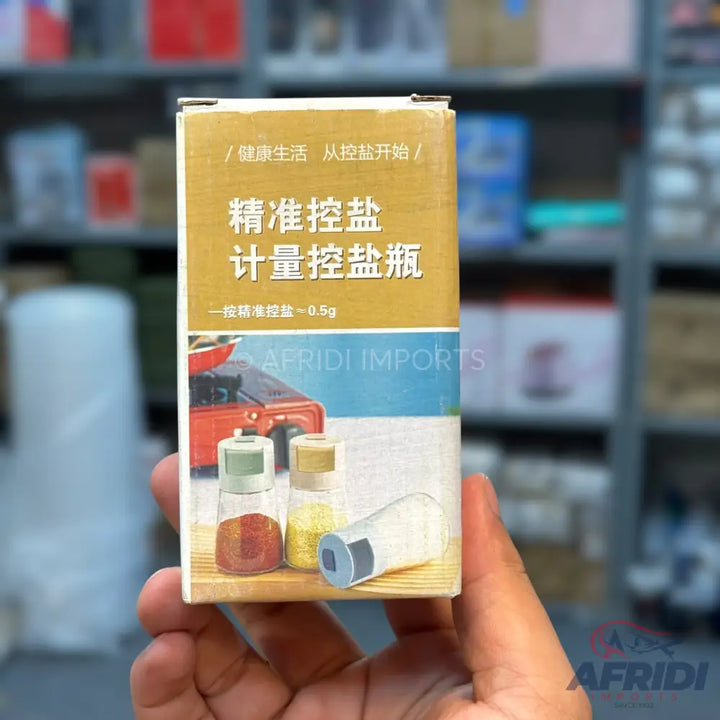 / 健康生活 从控盐开始 /
精准控盐
计量控盐瓶
一按精准控盐≈0.5g
© AFRIDI IMPORTS
AFRIDI
IMPORTS